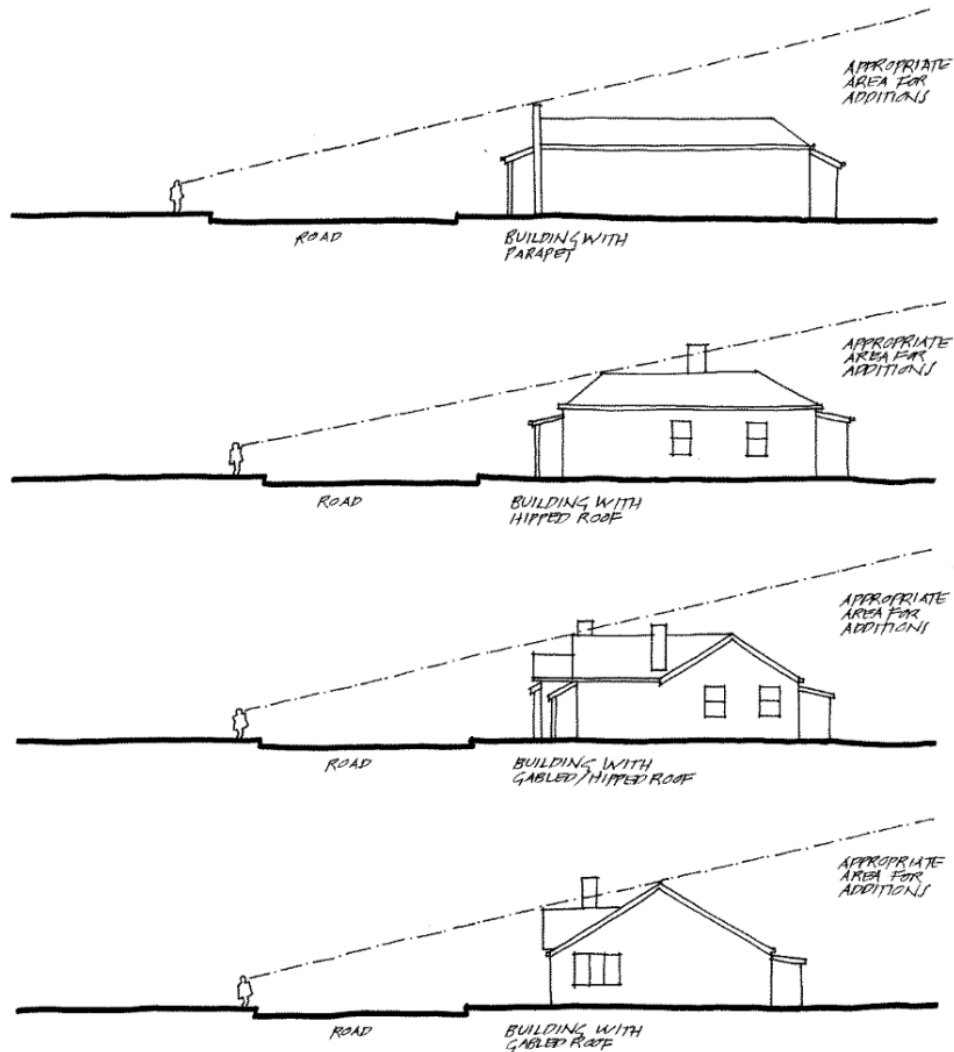 APPROPRIATE
AREA FOR
ADDITIONS
ROAD
BUILDING WITH
PARAPET
APPROPRIATE
AREA FOR
ADDITIONS
ROAD
BUILDING WITH
HIPPED ROOF
APPROPRIATE
AREA FOR
ADDITIONS
ROAD
BUILDING WITH
GABLED/HIPPED ROOF
APPROPRIATE
AREA FOR
ADDITIONS
ROAD
BUILDING WITH
GABLED ROOF